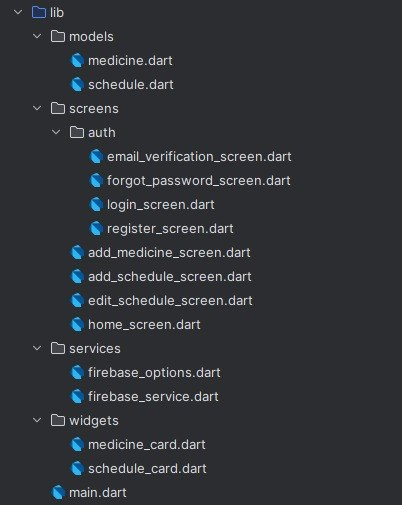 lib
models
medicine.dart
schedule.dart
screens
auth
email_verification_screen.dart
forgot_password_screen.dart
login_screen.dart
register_screen.dart
add_medicine_screen.dart
add_schedule_screen.dart
edit_schedule_screen.dart
home_screen.dart
services
firebase_options.dart
firebase_service.dart
widgets
medicine_card.dart
schedule_card.dart
main.dart